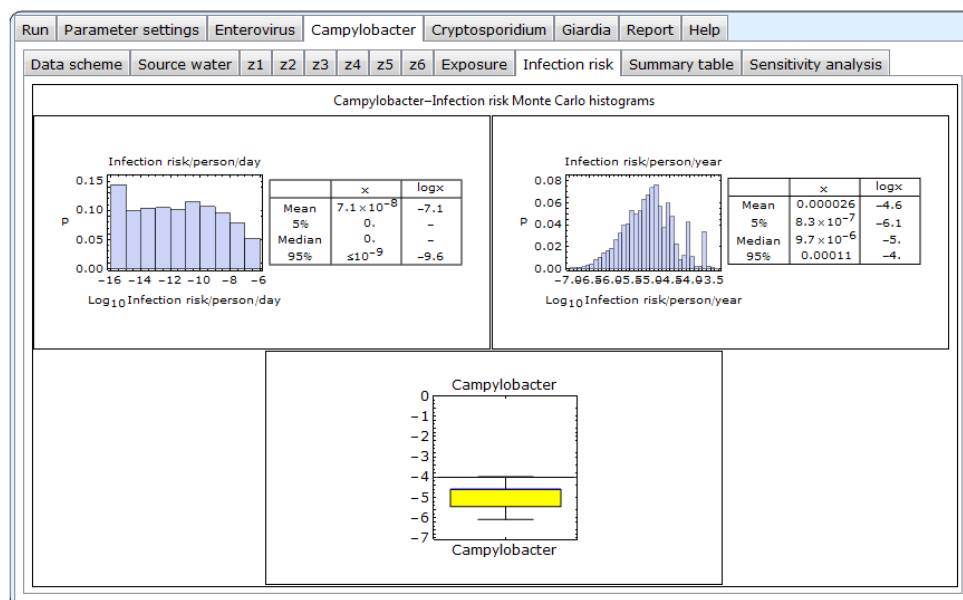 Run Parameter settings Enterovirus Campylobacter Cryptosporidium Giardia Report Help
Data scheme Source water z1 z2 z3 z4 z5 z6 Exposure Infection risk Summary table Sensitivity analysis
Campylobacter–Infection risk Monte Carlo histograms
Infection risk/person/day
0.15
0.10
0.05
0.00
P
−16 −14 −12 −10 −8 −6
Log10 Infection risk/person/day
x logx
Mean 7.1×10−8 −7.1
5% 0. –
Median 0. –
95% ≤10−9 −9.6
Infection risk/person/year
0.08
0.06
0.04
0.02
0.00
P
Log10 Infection risk/person/year
x logx
Mean 0.000026 −4.6
5% 8.3×10−7 −6.1
Median 9.7×10−6 −5.
95% 0.00011 −4.
Campylobacter
0
−1
−2
−3
−4
−5
−6
−7
Campylobacter